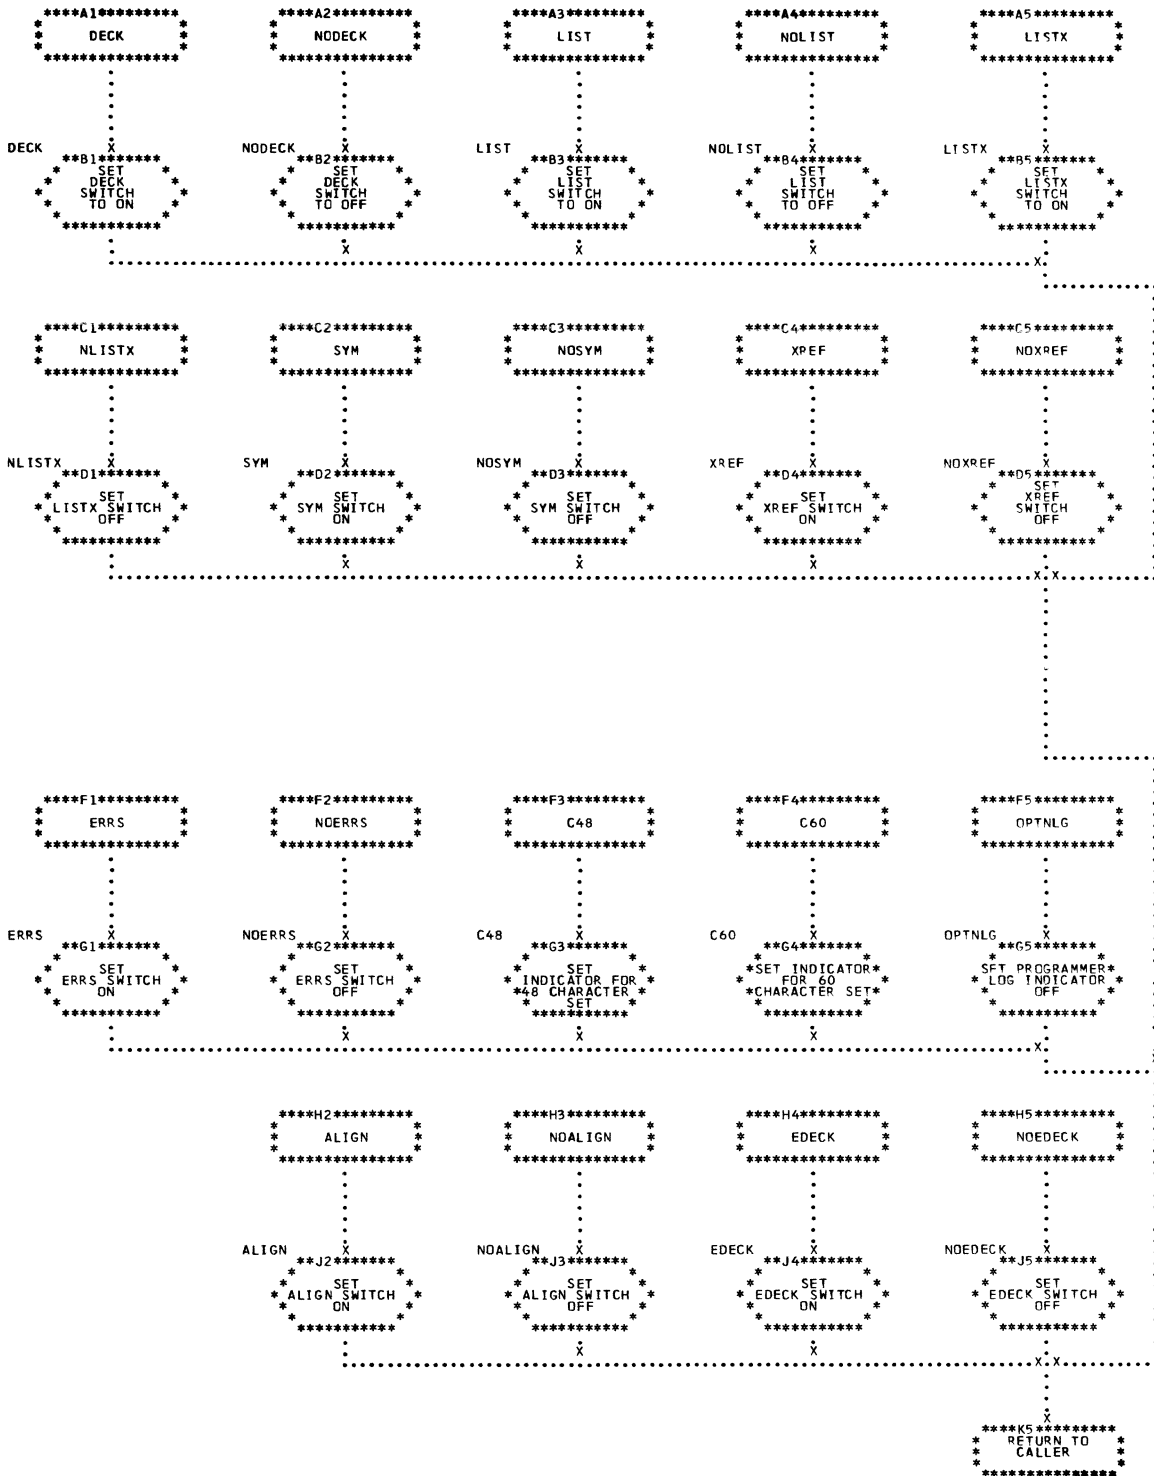 ****A1********* ****A2********* ****A3********* ****A4********* ****A5*********
DECK NODECK LIST NOLIST LISTX
DECK NODECK LIST NOLIST LISTX
**B1******* **B2******* **B3******* **B4******* **B5*******
SET SET SET SET SET
DECK DECK LIST LIST LISTX
SWITCH SWITCH SWITCH SWITCH SWITCH
TO ON TO OFF TO ON TO OFF TO ON
****C1********* ****C2********* ****C3********* ****C4********* ****C5*********
NLISTX SYM NOSYM XREF NOXREF
NLISTX SYM NOSYM XREF NOXREF
**D1******* **D2******* **D3******* **D4******* **D5*******
SET SET SET SET SET
XREF
LISTX SWITCH SYM SWITCH SYM SWITCH XREF SWITCH SWITCH
OFF ON OFF ON OFF
****F1********* ****F2********* ****F3********* ****F4********* ****F5*********
ERRS NOERRS C48 C60 OPTNLG
ERRS NOERRS C48 C60 OPTNLG
**G1******* **G2******* **G3******* **G4******* **G5*******
SET SET SET *SET INDICATOR* SET PROGRAMMER
ERRS SWITCH ERRS SWITCH INDICATOR FOR FOR 60 LOG INDICATOR
ON OFF *48 CHARACTER * *CHARACTER SET* OFF
SET
****H2********* ****H3********* ****H4********* ****H5*********
ALIGN NOALIGN EDECK NOEDECK
ALIGN NOALIGN EDECK NOEDECK
**J2******* **J3******* **J4******* **J5*******
SET SET SET SET
ALIGN SWITCH ALIGN SWITCH EDECK SWITCH EDECK SWITCH
ON OFF ON OFF
****K5*********
RETURN TO
CALLER